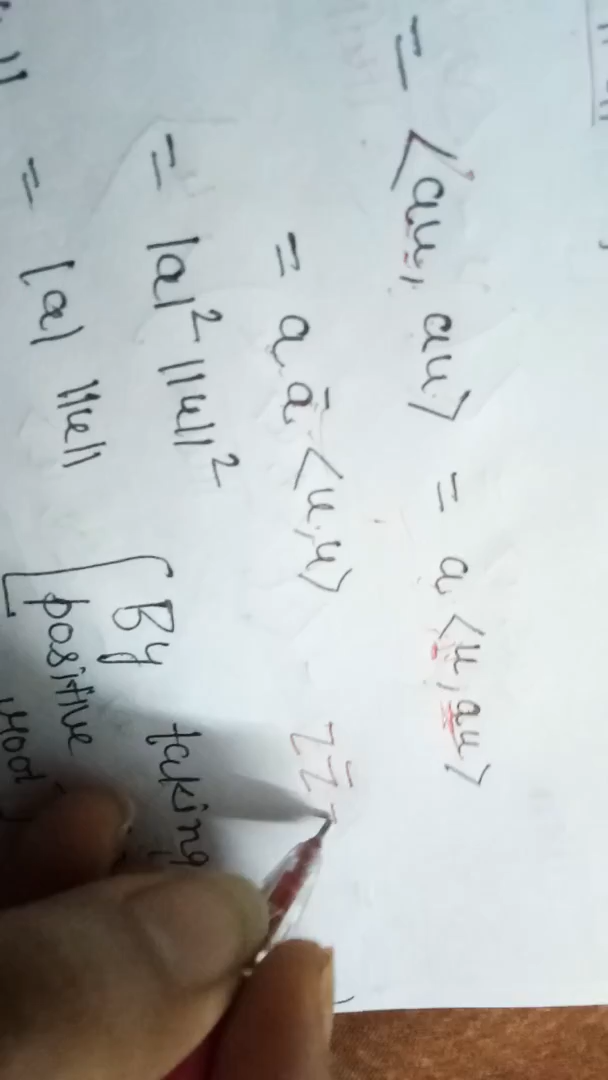 = <au, au> = a <u, au>
= a ā <u, u> z z̄ =
= |a|² ||u||² [By taking
= |a| ||u|| positive root